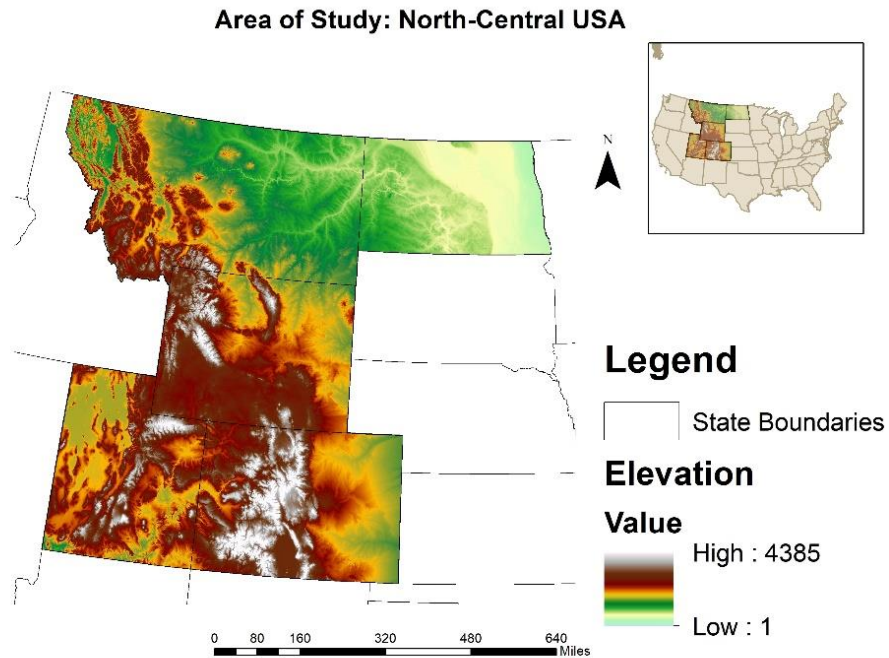 Area of Study: North-Central USA
N
Legend
State Boundaries
Elevation
Value
High : 4385
Low : 1
0 40 80 160 320 480 640
Miles